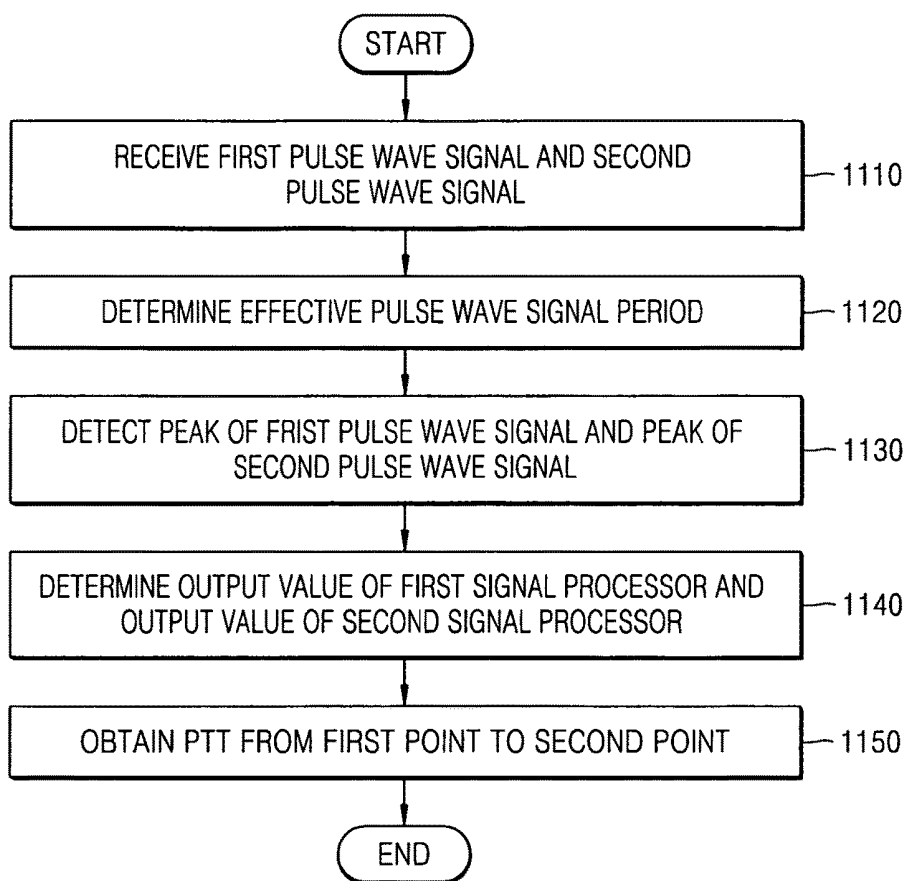 START
RECEIVE FIRST PULSE WAVE SIGNAL AND SECOND
PULSE WAVE SIGNAL
1110
DETERMINE EFFECTIVE PULSE WAVE SIGNAL PERIOD
1120
DETECT PEAK OF FRIST PULSE WAVE SIGNAL AND PEAK OF
SECOND PULSE WAVE SIGNAL
1130
DETERMINE OUTPUT VALUE OF FIRST SIGNAL PROCESSOR AND
OUTPUT VALUE OF SECOND SIGNAL PROCESSOR
1140
OBTAIN PTT FROM FIRST POINT TO SECOND POINT
1150
END